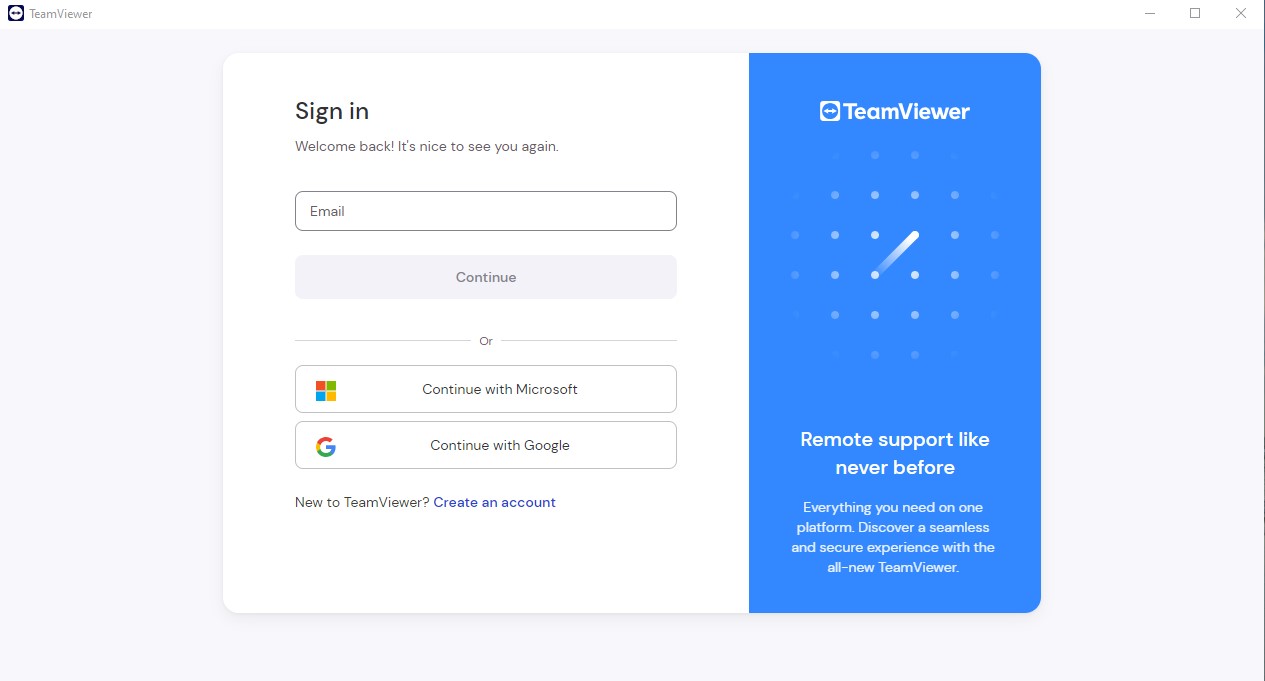 TeamViewer
Sign in
Welcome back! It's nice to see you again.
Email
Continue
Or
Continue with Microsoft
Continue with Google
New to TeamViewer? Create an account
TeamViewer
Remote support like
never before
Everything you need on one
platform. Discover a seamless
and secure experience with the
all-new TeamViewer.